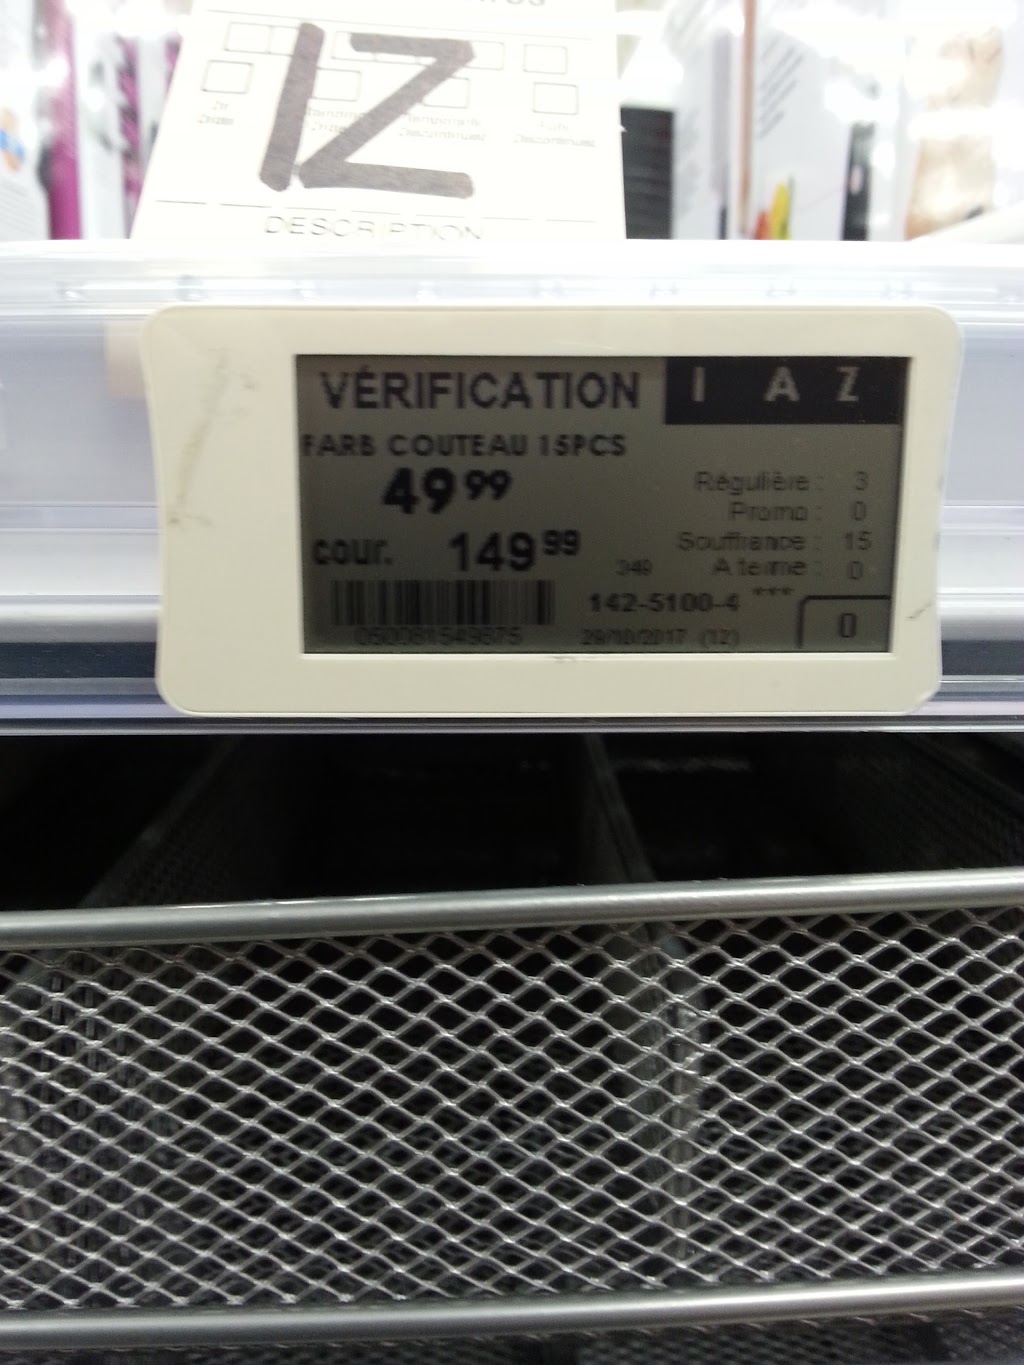 IZ
DESCRIPTION
VÉRIFICATION I A Z
FARB COUTEAU 15PCS
49 99
Régulière : 3
Promo : 0
cour. 149 99
Souffrance : 15
349 A terme : 0
142-5100-4 ***
29/10/2017 (12)
0